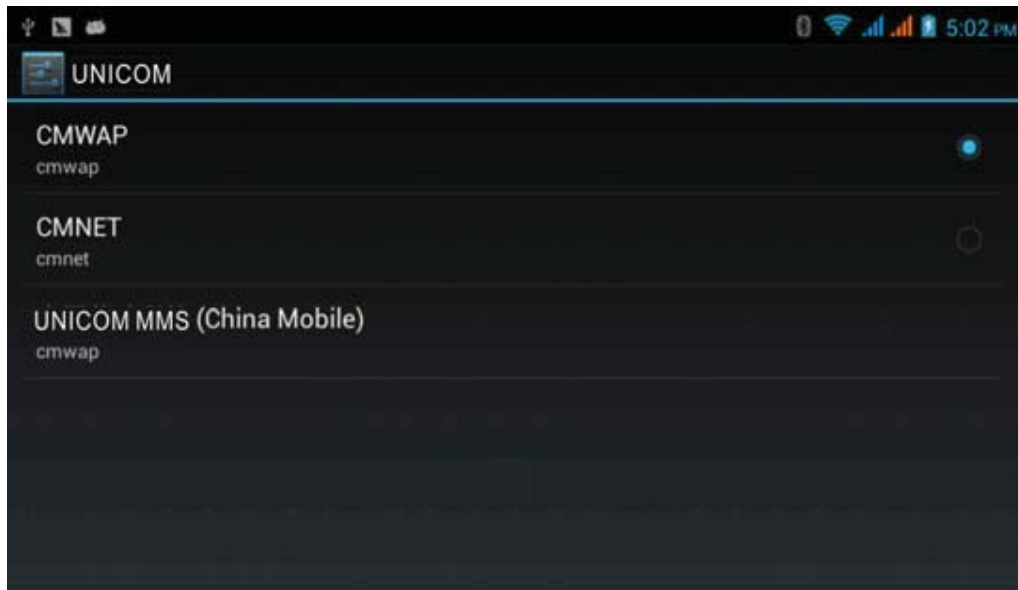 5:02 PM
UNICOM
CMWAP
cmwap
CMNET
cmnet
UNICOM MMS (China Mobile)
cmwap